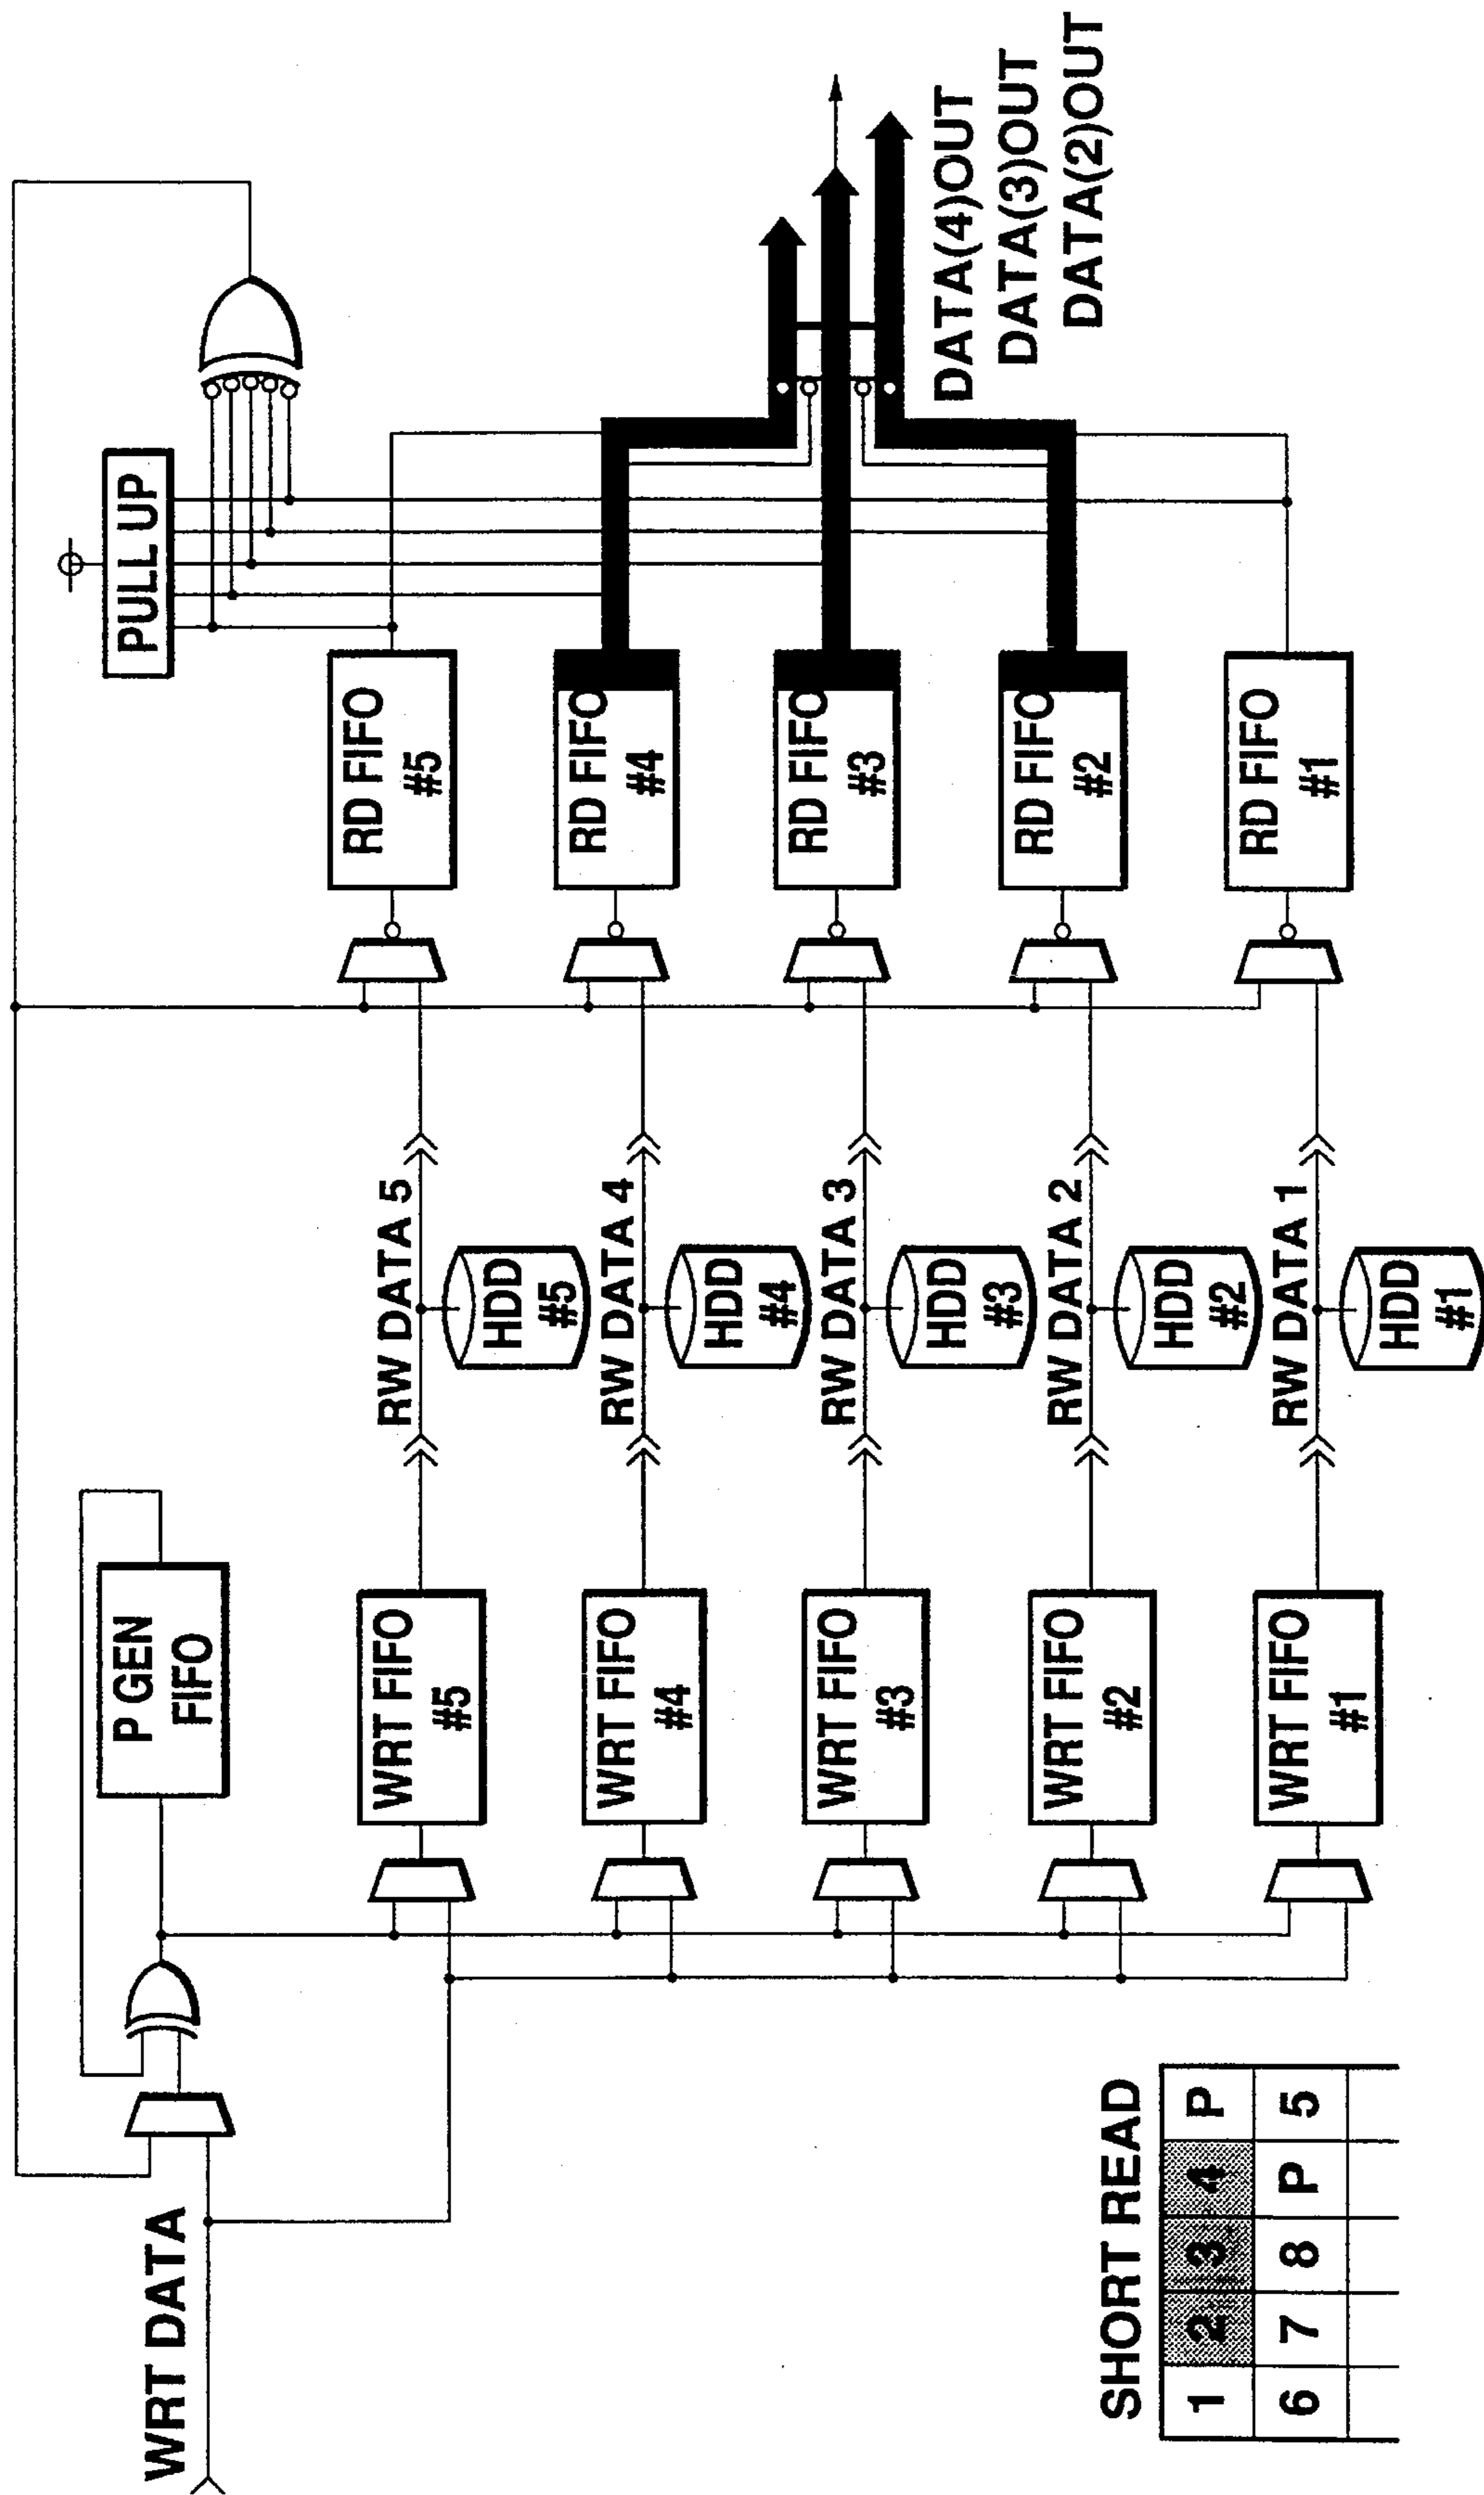 WRT DATA
P GEN
FIFO
PULL UP
WRT FIFO
#5
RW DATA 5
HDD
#5
RD FIFO
#5
WRT FIFO
#4
RW DATA 4
HDD
#4
RD FIFO
#4
WRT FIFO
#3
RW DATA 3
HDD
#3
RD FIFO
#3
WRT FIFO
#2
RW DATA 2
HDD
#2
RD FIFO
#2
WRT FIFO
#1
RW DATA 1
HDD
#1
RD FIFO
#1
DATA(4)OUT
DATA(3)OUT
DATA(2)OUT
SHORT READ
1 2 3 4 P
6 7 8 P 5